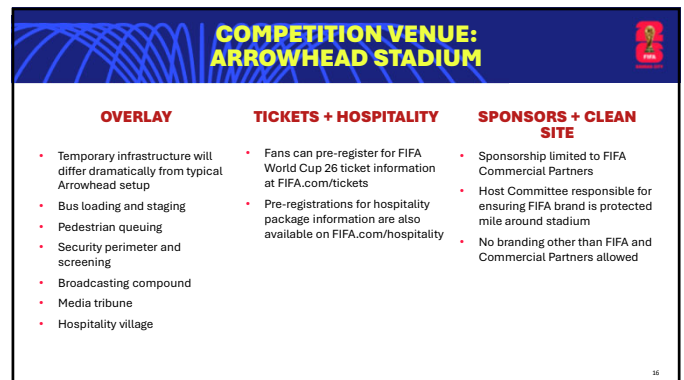 COMPETITION VENUE:
ARROWHEAD STADIUM
FIFA
OVERLAY
• Temporary infrastructure will
differ dramatically from typical
Arrowhead setup
• Bus loading and staging
• Pedestrian queuing
• Security perimeter and
screening
• Broadcasting compound
• Media tribune
• Hospitality village
TICKETS + HOSPITALITY
• Fans can pre-register for FIFA
World Cup 26 ticket information
at FIFA.com/tickets
• Pre-registrations for hospitality
package information are also
available on FIFA.com/hospitality
SPONSORS + CLEAN
SITE
• Sponsorship limited to FIFA
Commercial Partners
• Host Committee responsible for
ensuring FIFA brand is protected
mile around stadium
• No branding other than FIFA and
Commercial Partners allowed
16